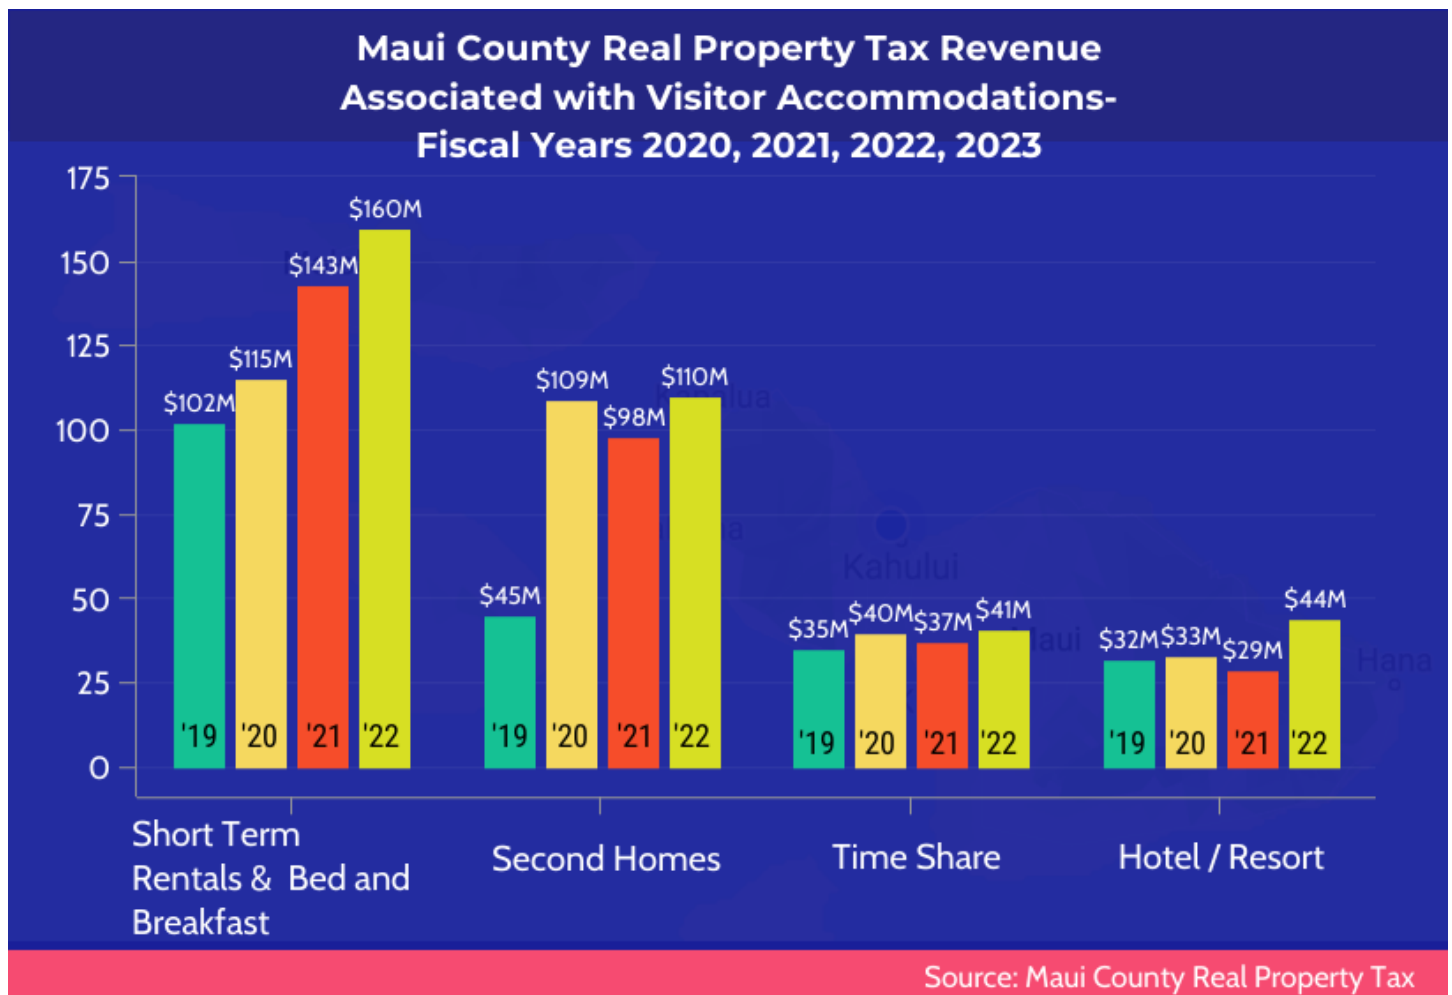 Maui County Real Property Tax Revenue
Associated with Visitor Accommodations-
Fiscal Years 2020, 2021, 2022, 2023
175
150
125
100
75
50
25
0
$102M
$115M
$143M
$160M
$45M
$109M
$98M
$110M
$35M
$40M
$37M
$41M
$32M
$33M
$29M
$44M
'19 '20 '21 '22
'19 '20 '21 '22
'19 '20 '21 '22
'19 '20 '21 '22
Kahului
Hana
Short Term
Rentals & Bed and
Breakfast
Second Homes
Time Share
Hotel / Resort
Source: Maui County Real Property Tax